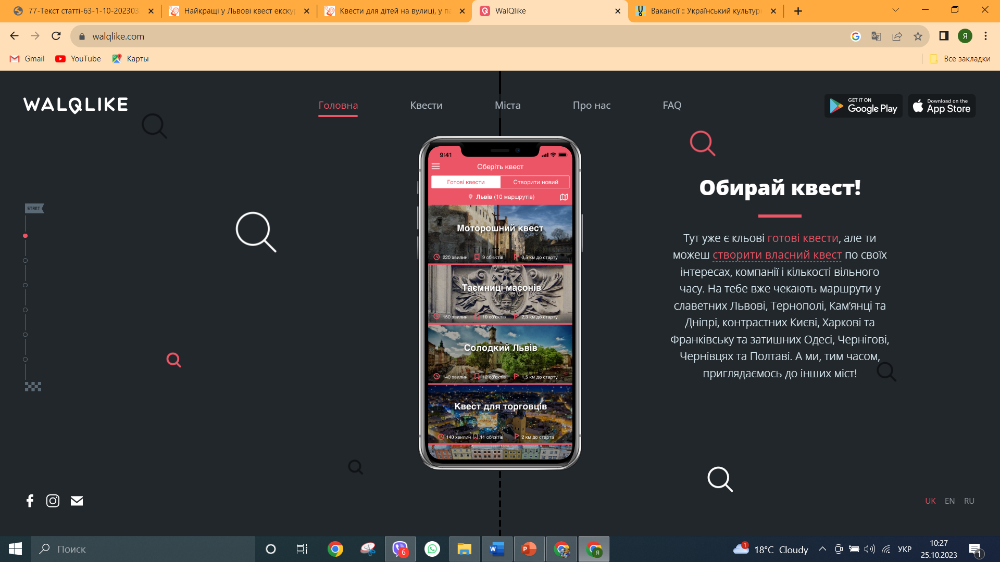 77-Текст статті-63-1-10-202303
Найкращі у Львові квест екску
Квести для дітей на вулиці, у па
WalQlike
Вакансії :: Український культурн
walqlike.com
Я
Gmail
YouTube
Карты
Все закладки
WALQLIKE
Головна
Квести
Міста
Про нас
FAQ
GET IT ON
Google Play
Download on the
App Store
START
9:41
Оберіть квест
Готові квести
Створити новий
Львів (10 маршрутів)
Моторошний квест
220 хвилин
9 об'єктів
0,5 км до старту
Таємниці масонів
150 хвилин
10 об'єктів
2,3 км до старту
Солодкий Львів
140 хвилин
12 об'єктів
1,5 км до старту
Квест для торговців
140 хвилин
11 об'єктів
2 км до старта
Обирай квест!
Тут уже є кльові готові квести, але ти
можеш створити власний квест по своїх
інтересах, компанії і кількості вільного
часу. На тебе вже чекають маршрути у
славетних Львові, Тернополі, Кам’янці та
Дніпрі, контрастних Києві, Харкові та
Франківську та затишних Одесі, Чернігові,
Чернівцях та Полтаві. А ми, тим часом,
приглядаємось до інших міст!
UK EN RU
Поиск
6
1
18°C Cloudy
УКР
10:27
25.10.2023
1